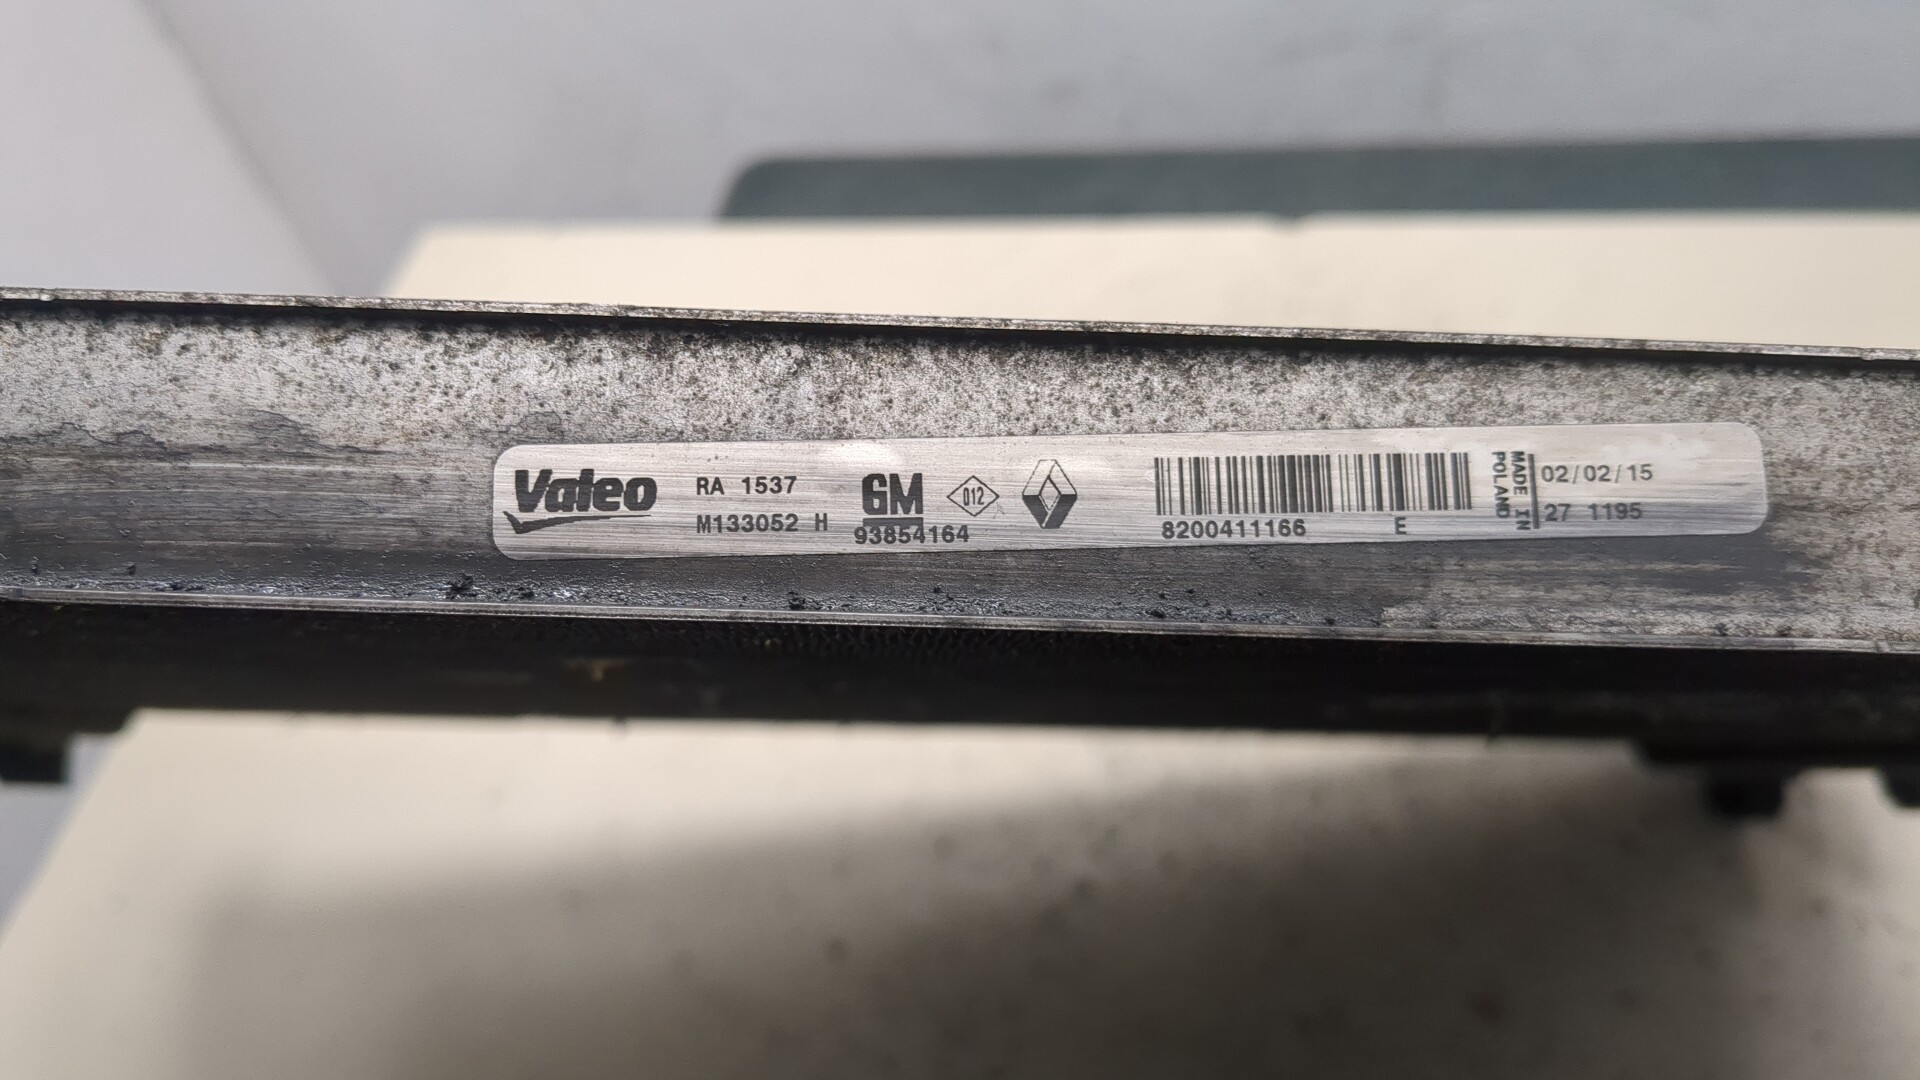 Valeo
RA 1537
M133052 H
GM
93854164
012
8200411166 E
MADE IN
POLAND
02/02/15
27 1195